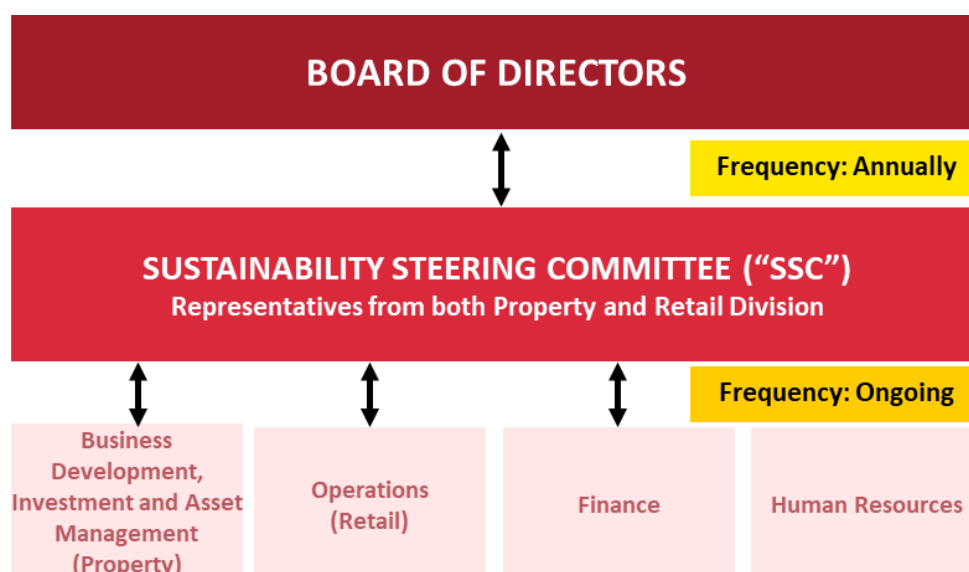 BOARD OF DIRECTORS
Frequency: Annually
SUSTAINABILITY STEERING COMMITTEE (“SSC”)
Representatives from both Property and Retail Division
Frequency: Ongoing
Business
Development,
Investment and Asset
Management
(Property)
Operations
(Retail)
Finance
Human Resources